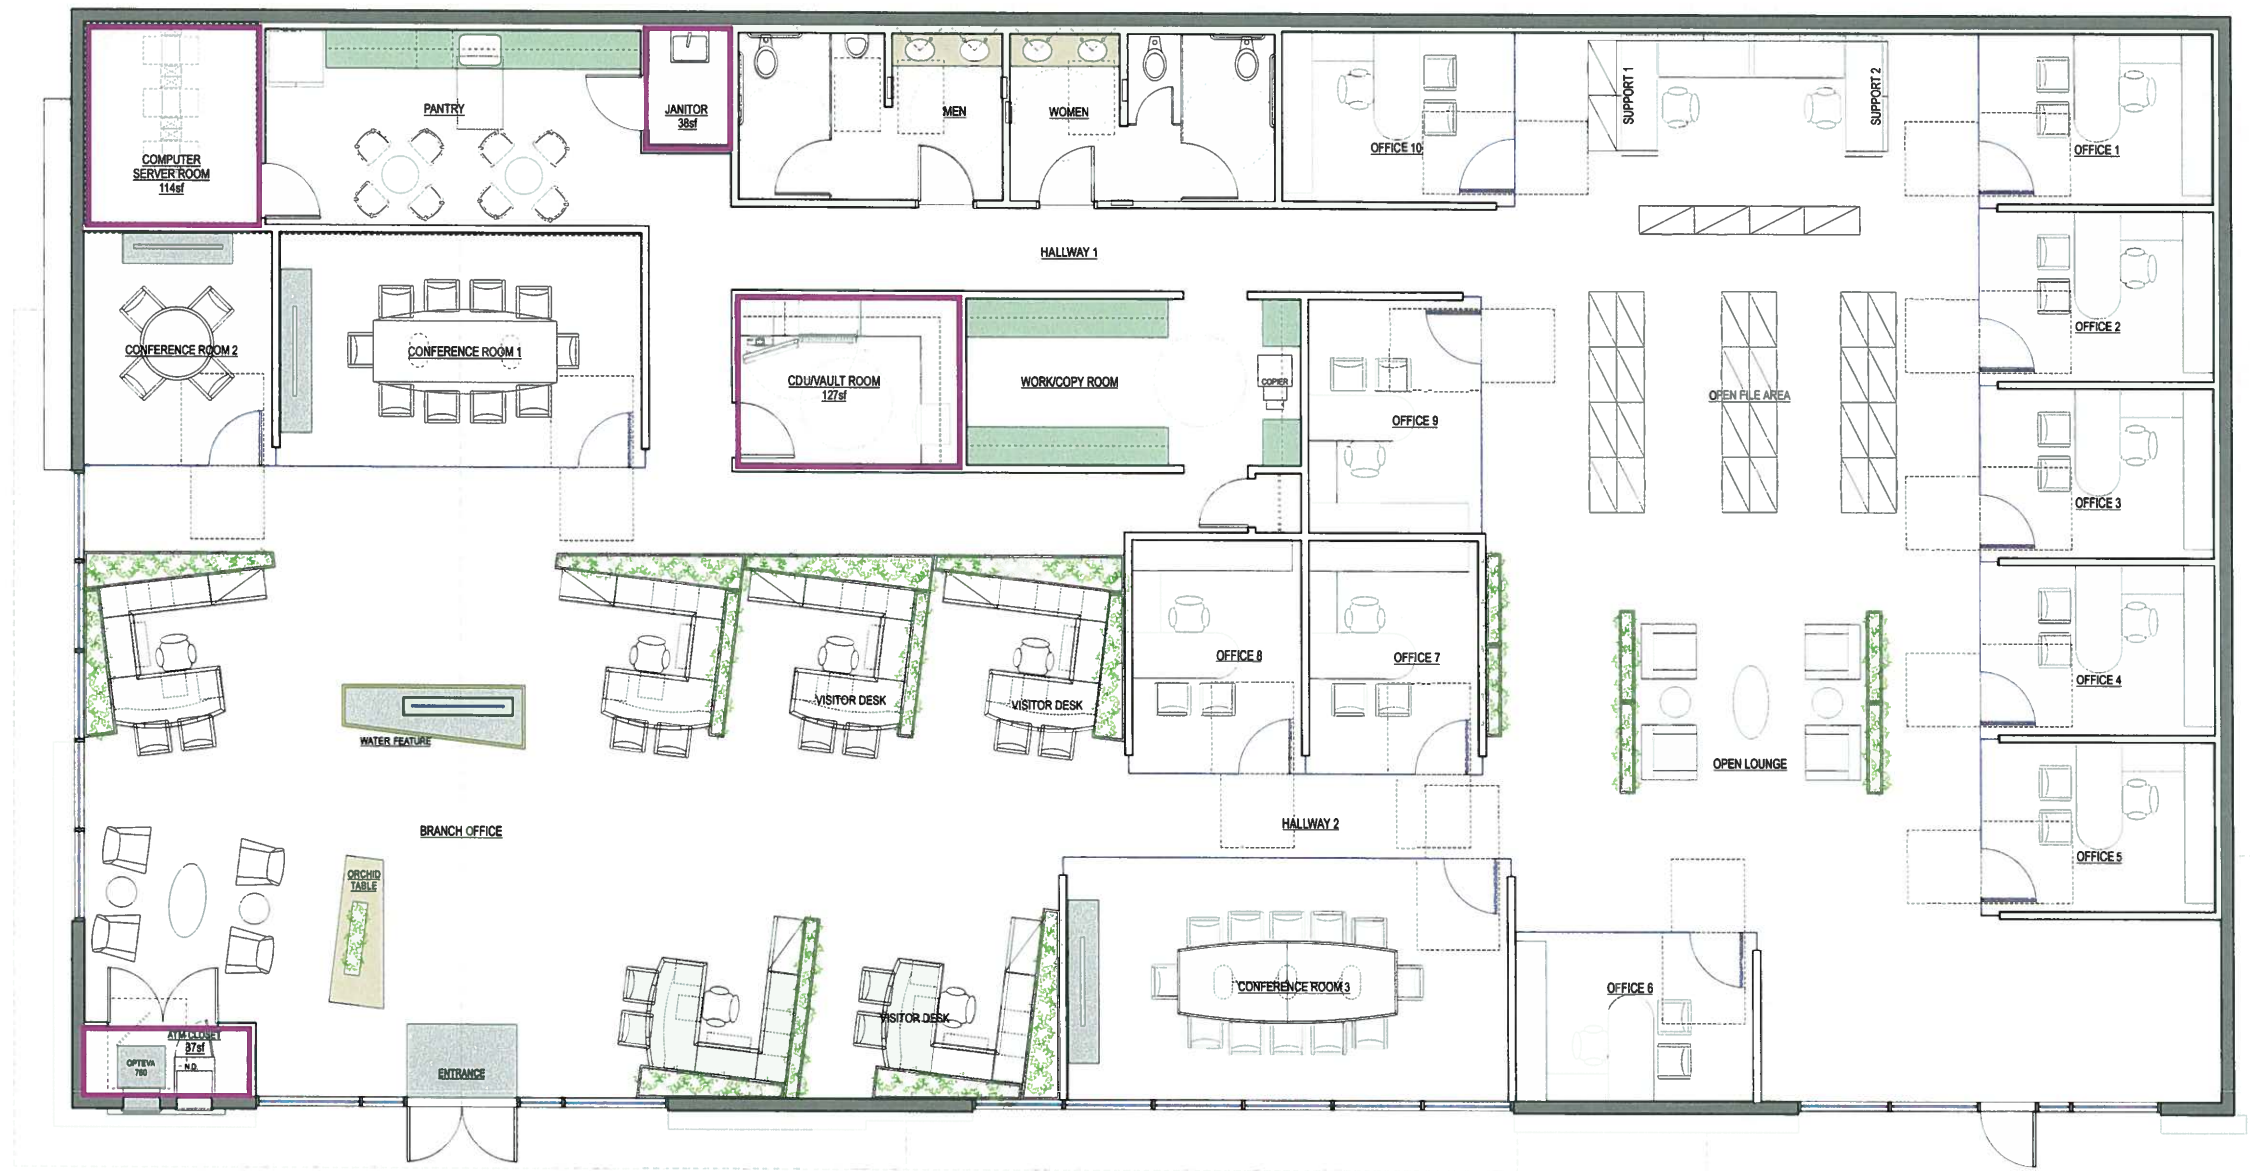 COMPUTER
SERVER ROOM
114sf
PANTRY
JANITOR
38sf
MEN
WOMEN
OFFICE 10
SUPPORT 1
SUPPORT 2
OFFICE 1
HALLWAY 1
CONFERENCE ROOM 2
CONFERENCE ROOM 1
CDU/VAULT ROOM
127sf
WORK/COPY ROOM
COPIER
OFFICE 9
OPEN FILE AREA
OFFICE 2
OFFICE 3
OFFICE 8
OFFICE 7
OFFICE 4
VISITOR DESK
VISITOR DESK
WATER FEATURE
OPEN LOUNGE
BRANCH OFFICE
HALLWAY 2
OFFICE 5
ORCHID
TABLE
CONFERENCE ROOM 3
OFFICE 6
VISITOR DESK
ATM CLOSET
37sf
OPTEVA
760
N.D.
ENTRANCE